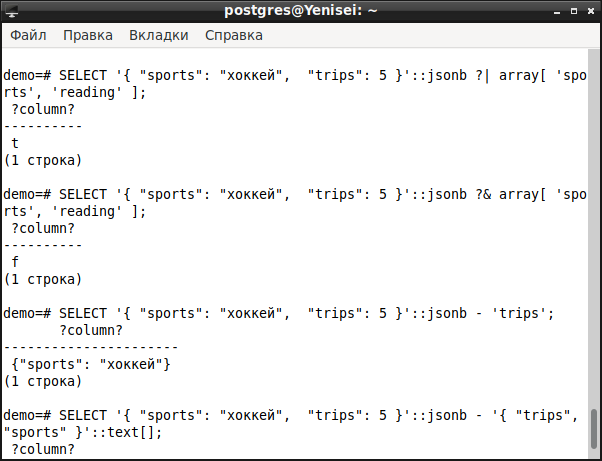 postgres@Yenisei: ~
Файл Правка Вкладки Справка
demo=# SELECT '{ "sports": "хоккей",  "trips": 5 }'::jsonb ?| array[ 'spo
rts', 'reading' ];
 ?column?
----------
 t
(1 строка)
demo=# SELECT '{ "sports": "хоккей",  "trips": 5 }'::jsonb ?& array[ 'spo
rts', 'reading' ];
 ?column?
----------
 f
(1 строка)
demo=# SELECT '{ "sports": "хоккей",  "trips": 5 }'::jsonb - 'trips';
       ?column?
----------------------
 {"sports": "хоккей"}
(1 строка)
demo=# SELECT '{ "sports": "хоккей",  "trips": 5 }'::jsonb - '{ "trips",
"sports" }'::text[];
 ?column?